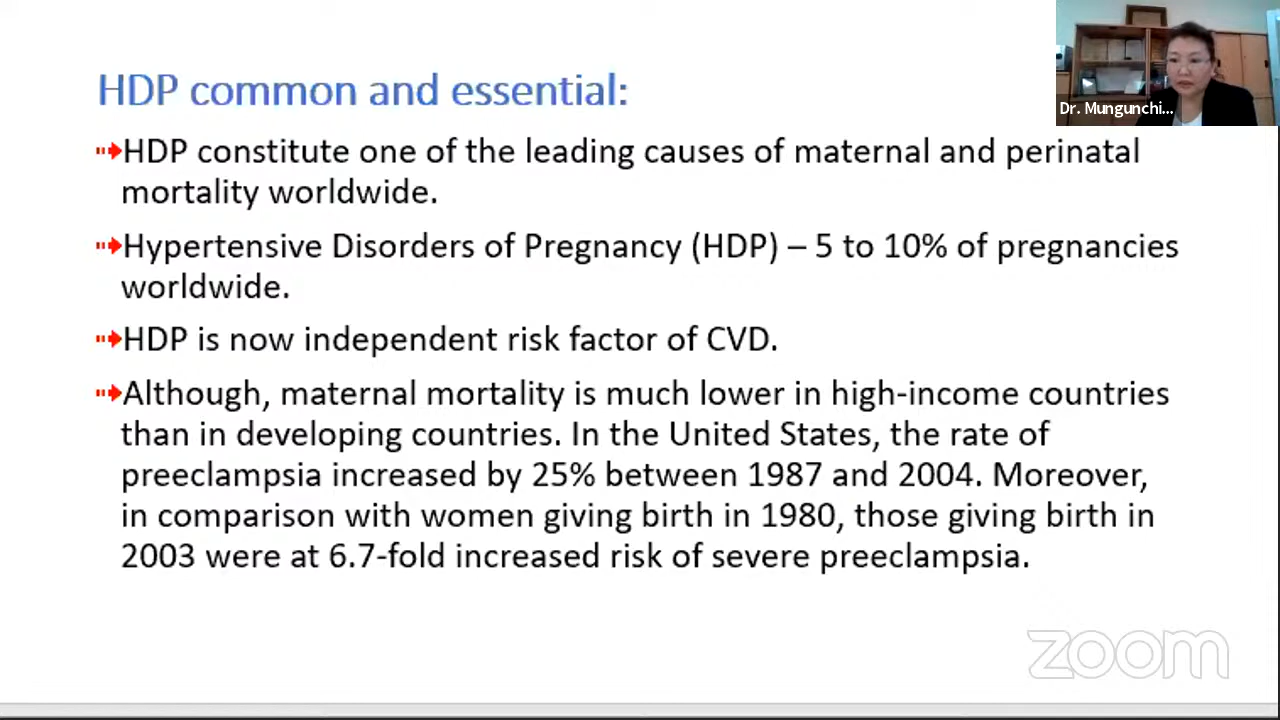 HDP common and essential:
Dr. Mungunchi...
HDP constitute one of the leading causes of maternal and perinatal
mortality worldwide.
Hypertensive Disorders of Pregnancy (HDP) – 5 to 10% of pregnancies
worldwide.
HDP is now independent risk factor of CVD.
Although, maternal mortality is much lower in high-income countries
than in developing countries. In the United States, the rate of
preeclampsia increased by 25% between 1987 and 2004. Moreover,
in comparison with women giving birth in 1980, those giving birth in
2003 were at 6.7-fold increased risk of severe preeclampsia.
zoom